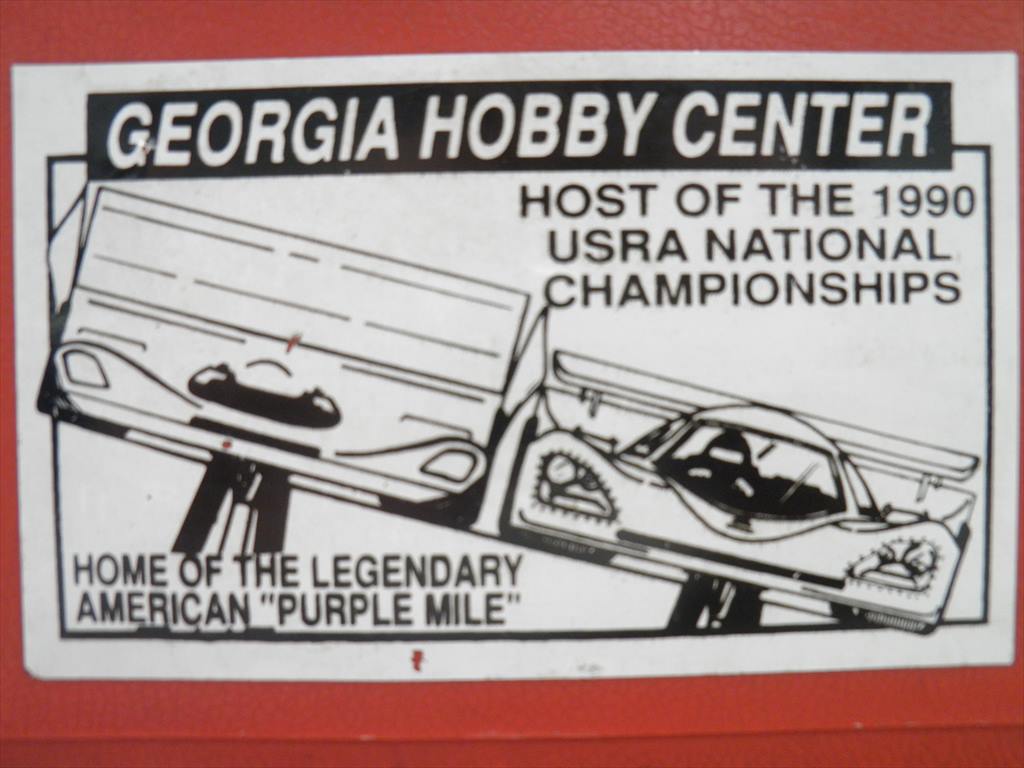 GEORGIA HOBBY CENTER
HOST OF THE 1990
USRA NATIONAL
CHAMPIONSHIPS
HOME OF THE LEGENDARY
AMERICAN "PURPLE MILE"